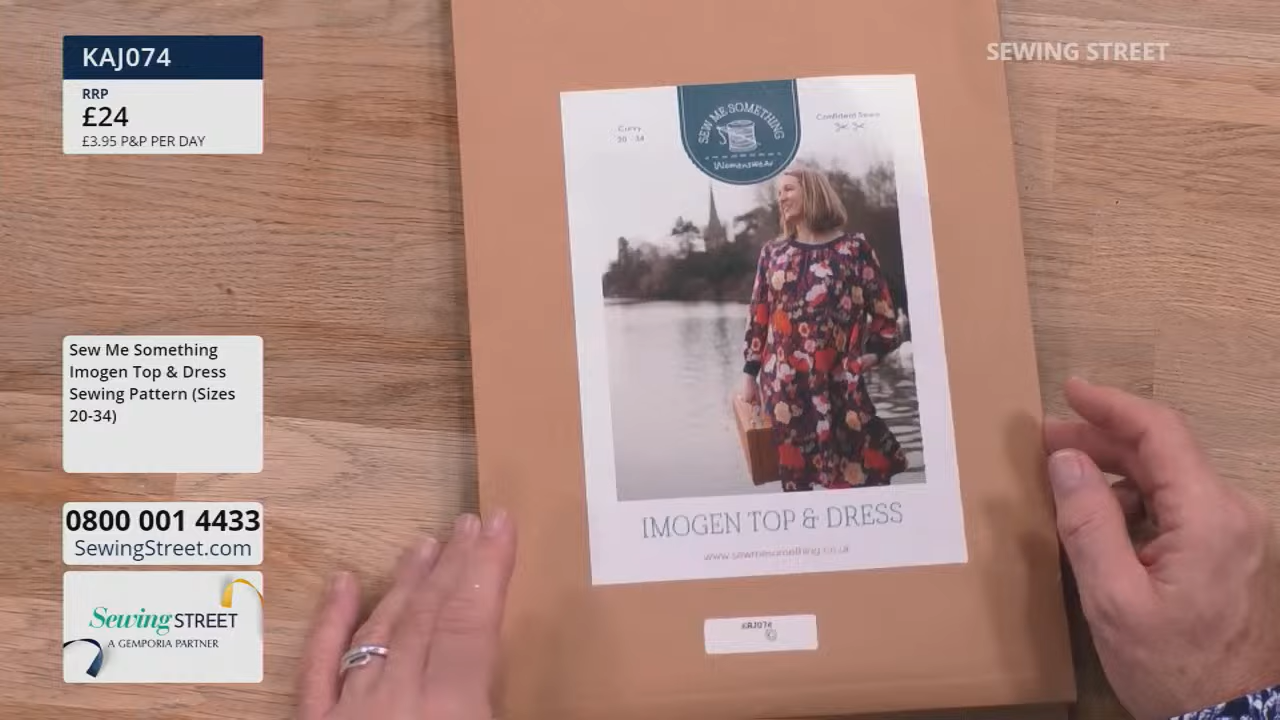 KAJ074
RRP
£24
£3.95 P&P PER DAY
SEWING STREET
SEW ME SOMETHING
Womenswear
Curvy
20 - 34
Confident Sewer
IMOGEN TOP & DRESS
www.sewmesomething.co.uk
KAJ074
Sew Me Something
Imogen Top & Dress
Sewing Pattern (Sizes
20-34)
0800 001 4433
SewingStreet.com
Sewing STREET
A GEMPORIA PARTNER